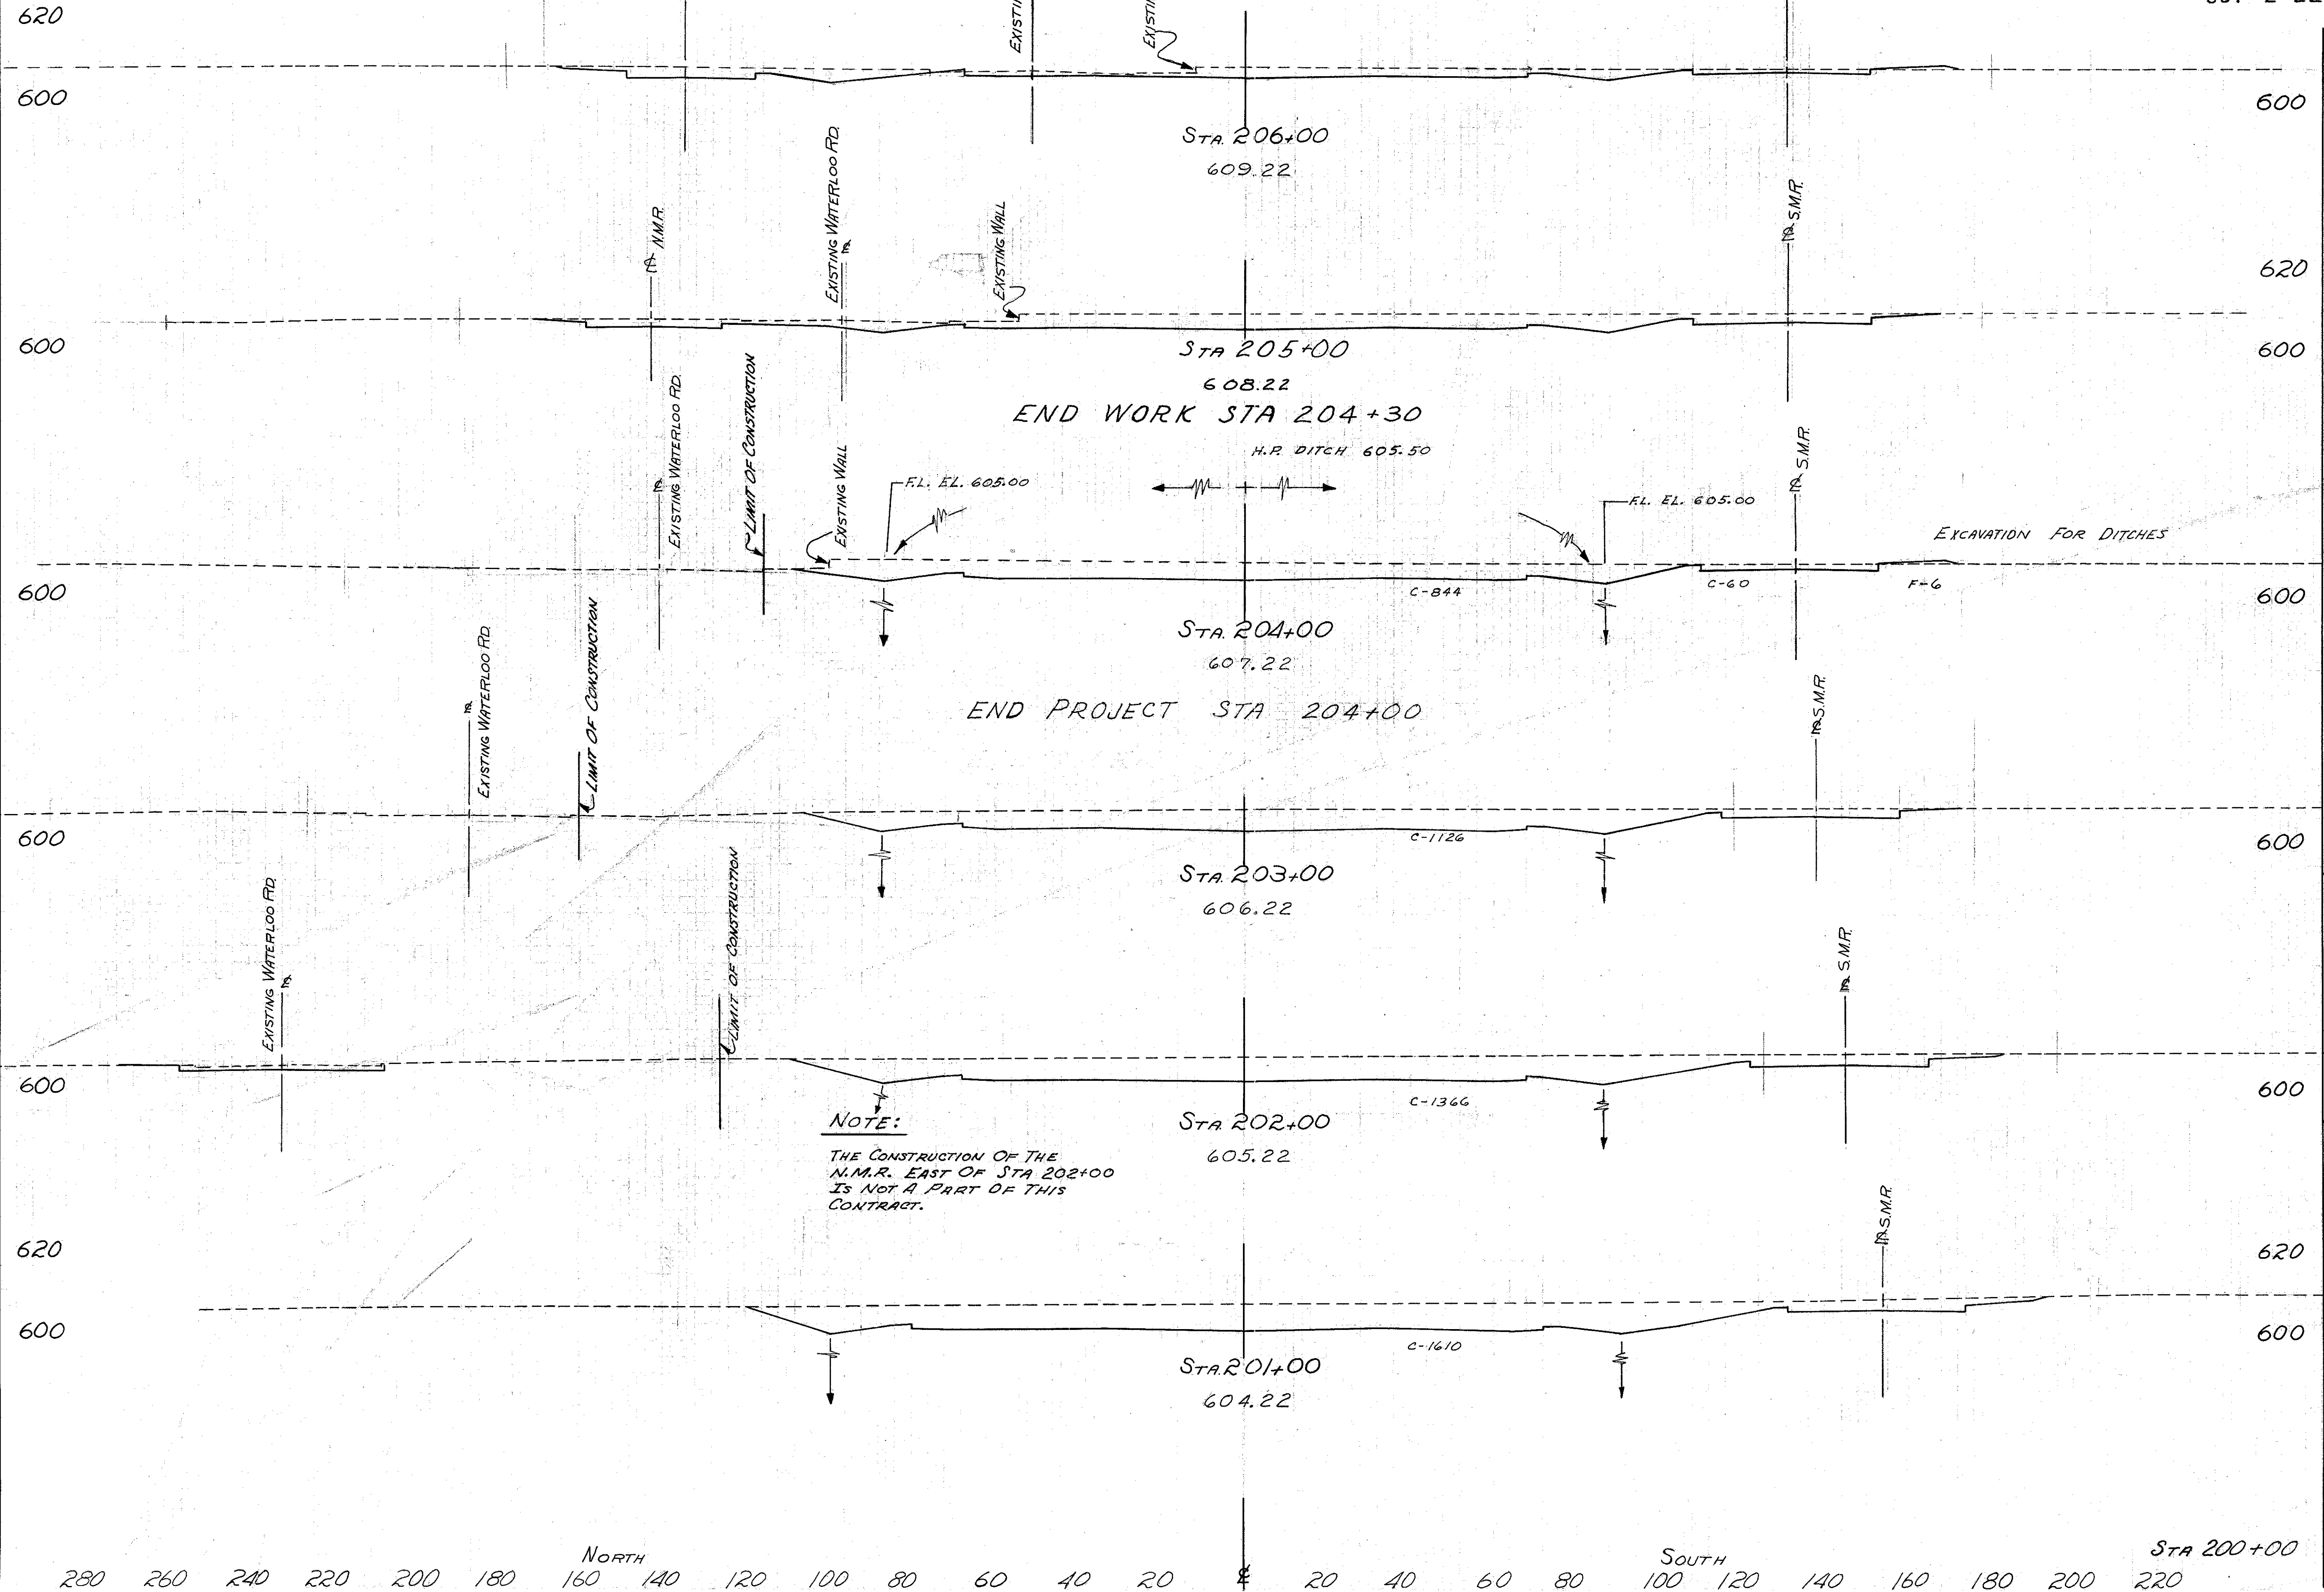 620
600
600
STA. 206+00
609.22
N.M.R.
EXISTING WATERLOO RD.
EXISTING WALL
S.M.R.
620
600
600
STA 205+00
608.22
END WORK STA 204+30
H.P. DITCH 605.50
EXISTING WATERLOO RD.
LIMIT OF CONSTRUCTION
EXISTING WALL
F.L. EL. 605.00
F.L. EL. 605.00
S.M.R.
EXCAVATION FOR DITCHES
600
C-844
C-60
F-6
600
STA. 204+00
607.22
END PROJECT STA 204+00
EXISTING WATERLOO RD.
LIMIT OF CONSTRUCTION
S.M.R.
600
C-1126
600
STA. 203+00
606.22
EXISTING WATERLOO RD.
LIMIT OF CONSTRUCTION
S.M.R.
600
C-1366
600
STA. 202+00
605.22
NOTE:
THE CONSTRUCTION OF THE
N.M.R. EAST OF STA 202+00
IS NOT A PART OF THIS
CONTRACT.
S.M.R.
620
620
600
C-1610
600
STA. 201+00
604.22
NORTH
SOUTH
STA 200+00
280 260 240 220 200 180 160 140 120 100 80 60 40 20 ℄ 20 40 60 80 100 120 140 160 180 200 220